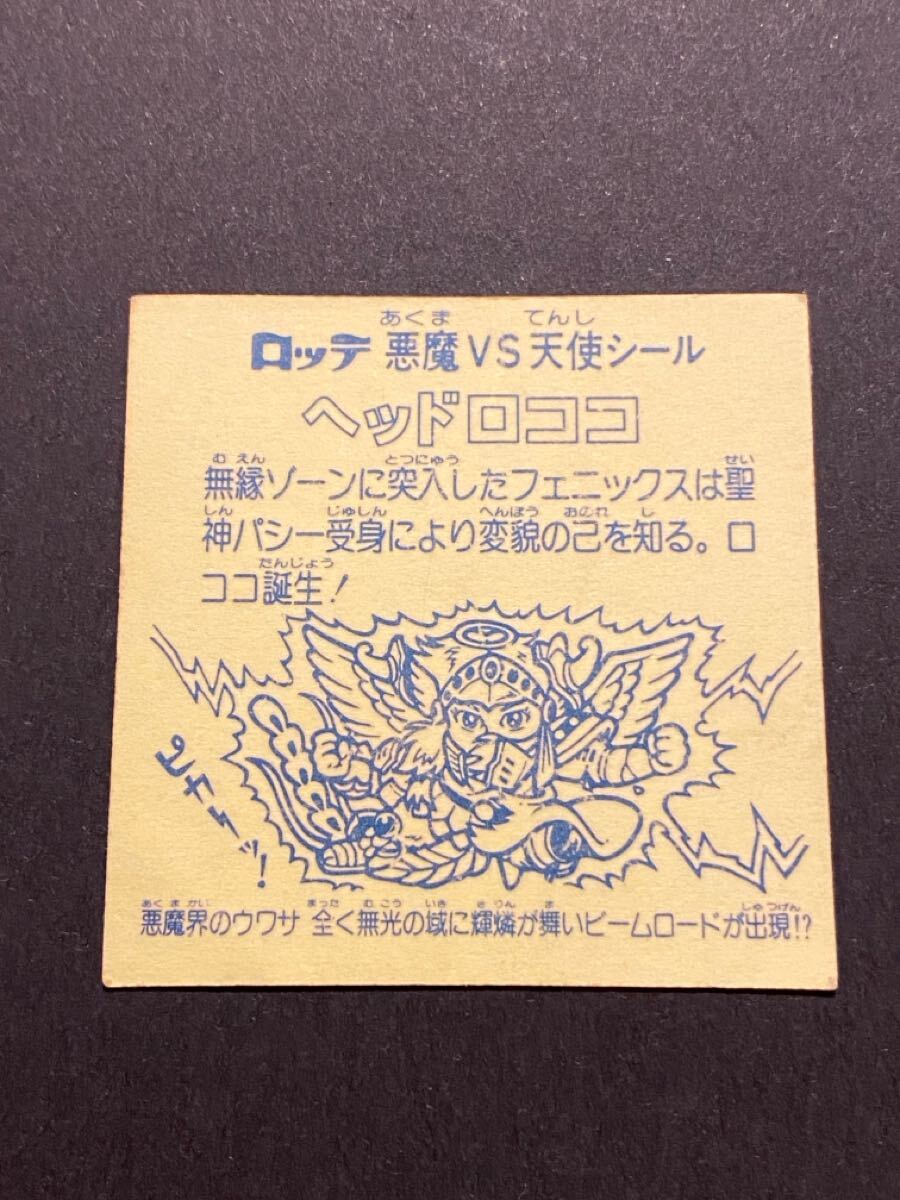 あくま てんし
ロッテ 悪魔VS天使シール
ヘッドロココ
むえん とつにゅう せい
無縁ゾーンに突入したフェニックスは聖
しん じゅしん へんぼう おのれ し
神パシー受身により変貌の己を知る。ロ
たんじょう
ココ誕生!
あくまかい まった むこう いき きりん ま しゅつげん
悪魔界のウワサ 全く無光の域に輝燐が舞いビームロードが出現!?